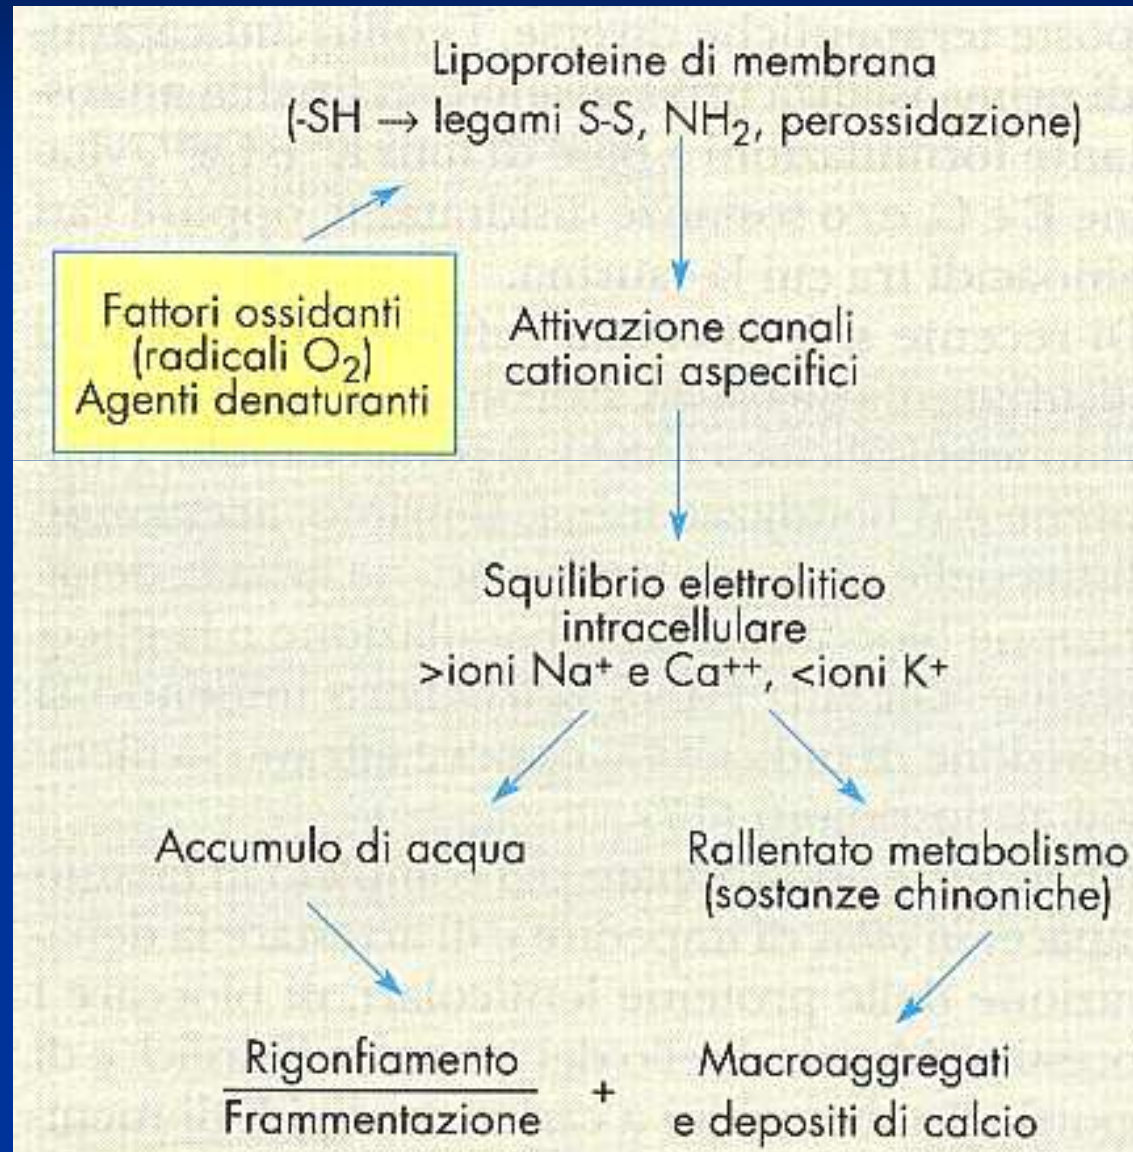 Lipoproteine di membrana
(-SH → legami S-S, NH₂, perossidazione)
Fattori ossidanti
(radicali O₂)
Agenti denaturanti
Attivazione canali
cationici aspecifici
Squilibrio elettrolitico
intracellulare
>ioni Na⁺ e Ca⁺⁺, <ioni K⁺
Accumulo di acqua
Rallentato metabolismo
(sostanze chinoniche)
Rigonfiamento
Frammentazione
+
Macroaggregati
e depositi di calcio